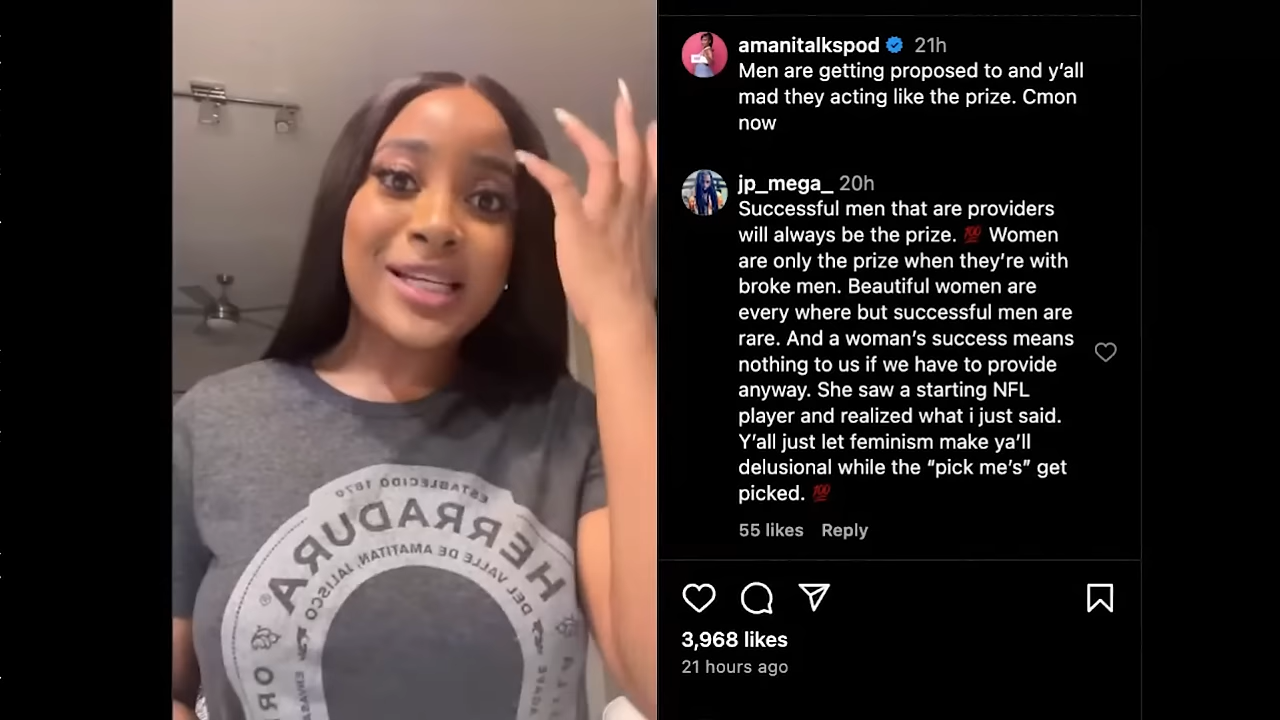 amanitalkspod 21h
Men are getting proposed to and y’all
mad they acting like the prize. Cmon
now
jp_mega_ 20h
Successful men that are providers
will always be the prize. 💯 Women
are only the prize when they’re with
broke men. Beautiful women are
every where but successful men are
rare. And a woman’s success means
nothing to us if we have to provide
anyway. She saw a starting NFL
player and realized what i just said.
Y’all just let feminism make ya’ll
delusional while the “pick me’s” get
picked. 💯
55 likes Reply
3,968 likes
21 hours ago
ESTABLECIDO 1870
HERRADURA
DEL VALLE DE AMATITAN, JALISCO